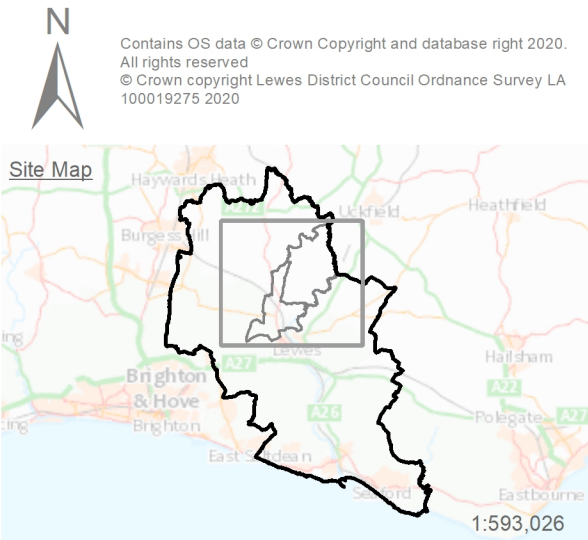 N
Contains OS data © Crown Copyright and database right 2020.
All rights reserved
© Crown copyright Lewes District Council Ordnance Survey LA
100019275 2020
Site Map
Haywards Heath
Uckfield
Heathfield
Burgess Hill
Lewes
Hailsham
A27
Brighton
& Hove
A22
A26
Polegate
A27
Brighton
East Saltdean
Seaford
Eastbourne
1:593,026